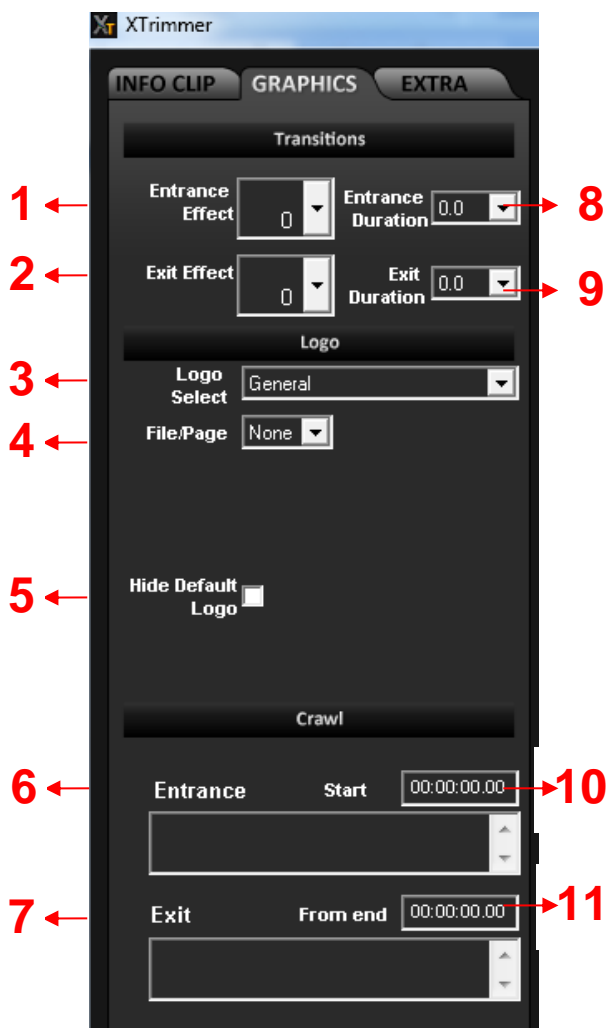 XT XTrimmer
INFO CLIP GRAPHICS EXTRA
Transitions
1 Entrance Effect 0 Entrance Duration 0.0 8
2 Exit Effect 0 Exit Duration 0.0 9
Logo
3 Logo Select General
4 File/Page None
5 Hide Default Logo
Crawl
6 Entrance Start 00:00:00.00 10
7 Exit From end 00:00:00.00 11